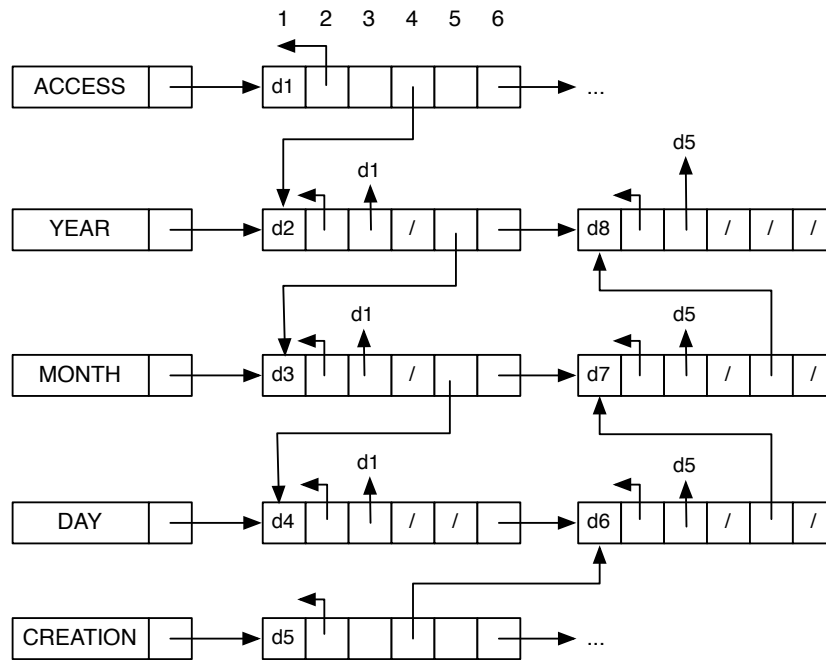 1 2 3 4 5 6
ACCESS d1 ...
d1 d5
YEAR d2 / d8 / / /
d1 d5
MONTH d3 / d7 / /
d1 d5
DAY d4 / / d6 / /
CREATION d5 ...